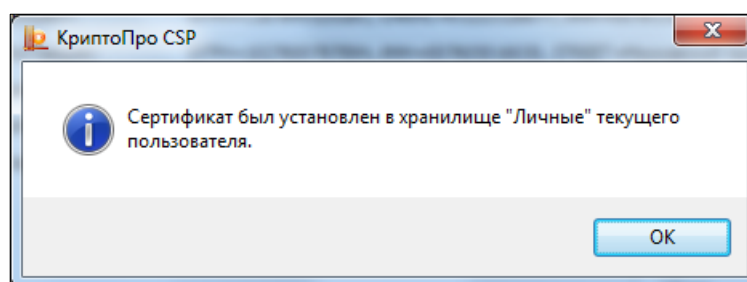 КриптоПро CSP
Сертификат был установлен в хранилище "Личные" текущего
пользователя.
OK